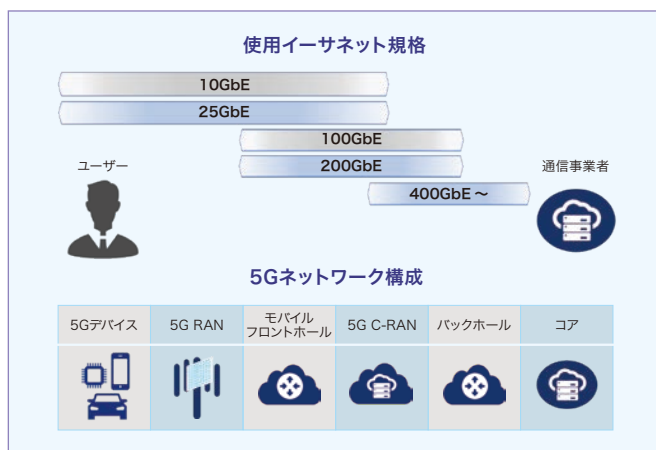 使用イーサネット規格
10GbE
25GbE
100GbE
200GbE
400GbE～
ユーザー
通信事業者
5Gネットワーク構成
5Gデバイス
5G RAN
モバイル
フロントホール
5G C-RAN
バックホール
コア